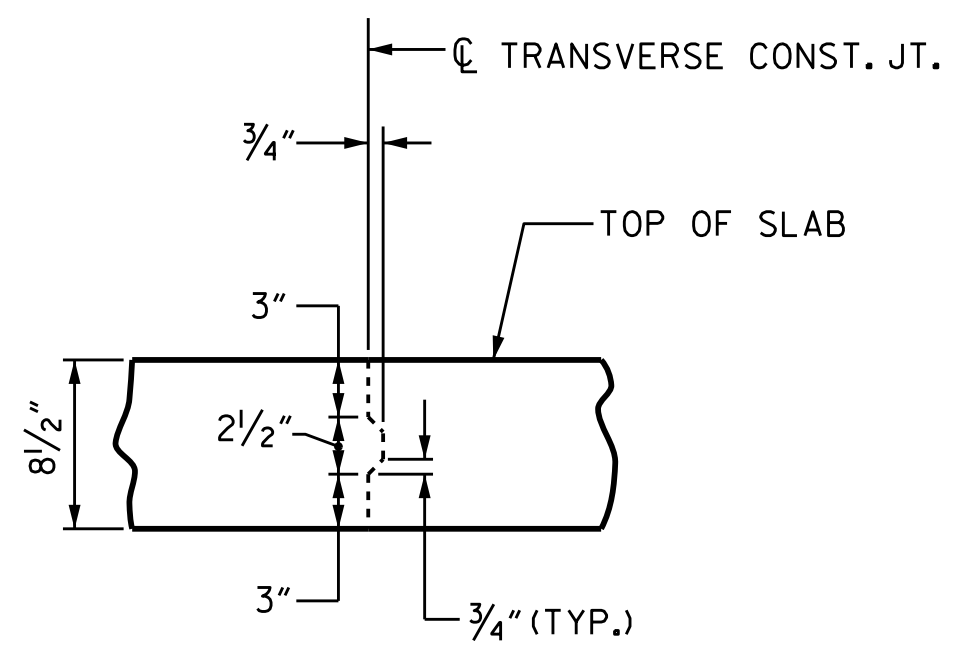 ℄ TRANSVERSE CONST. JT.
3/4"
TOP OF SLAB
3"
2 1/2"
8 1/2"
3"
3/4" (TYP.)